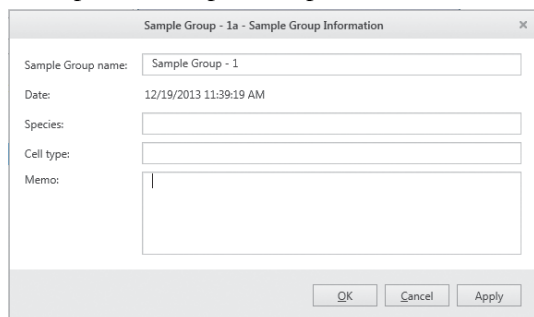 Sample Group - 1a - Sample Group Information
Sample Group name: Sample Group - 1
Date: 12/19/2013 11:39:19 AM
Species:
Cell type:
Memo:
OK Cancel Apply